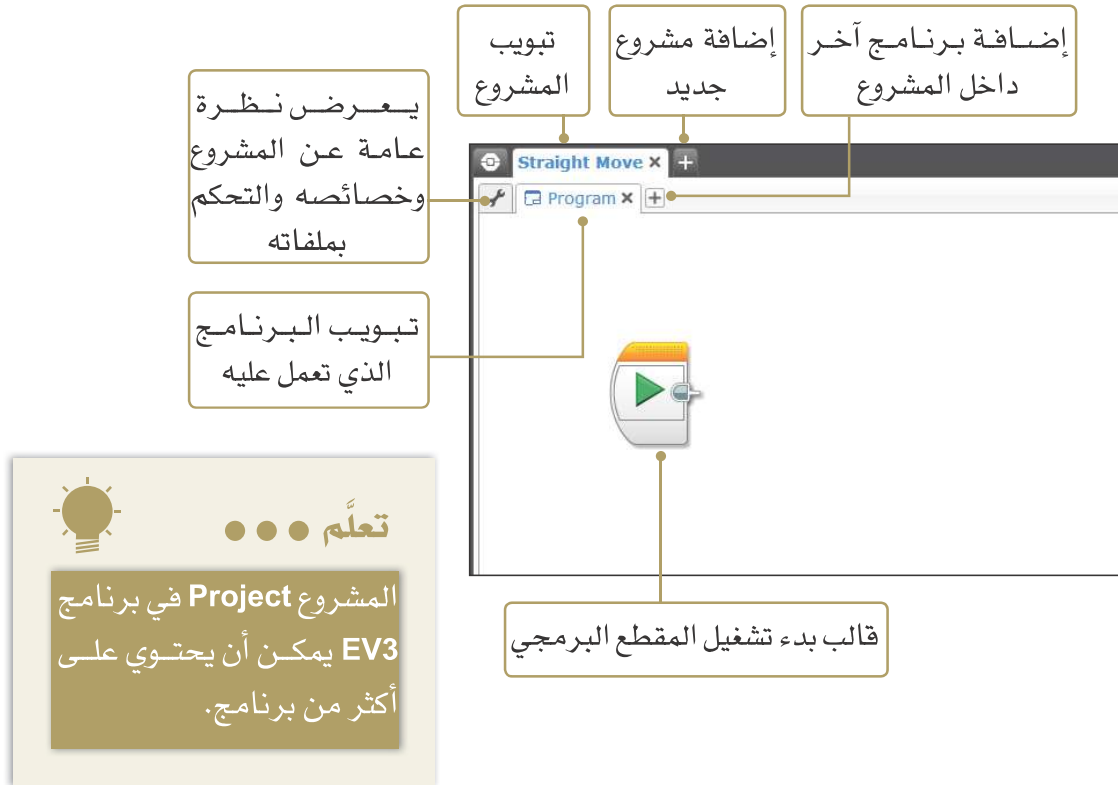 إضافة برنامج آخر
داخل المشروع
إضافة مشروع
جديد
تبويب
المشروع
يعرض نظرة
عامة عن المشروع
وخصائصه والتحكم
بملفاته
Straight Move
Program
تبويب البرنامج
الذي تعمل عليه
قالب بدء تشغيل المقطع البرمجي
تعلَّم
المشروع Project في برنامج
EV3 يمكن أن يحتوي على
أكثر من برنامج.